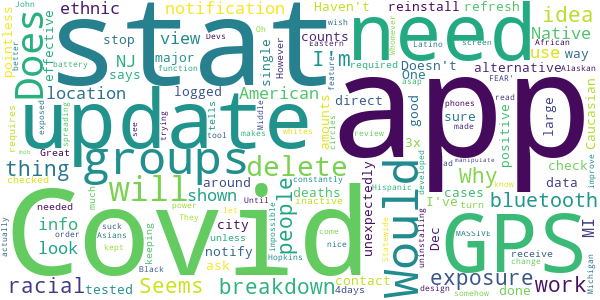 ethnic notification Haven't reinstall refresh John
pointless effective Does stat need idea
NJ stop view counts I'm Doesn't alternative Native
says major Oh use way
battery function single However Devs wish Eastern feature= One required Latino screen African Alaskan
location logged Whomever
update American direct good sure read FEAR' Caucasian
exposed spreading requires tells amounts app phones made
see trying tool Middle circles review 3x positive large
thing groups makes whites check asap
checked Great delete would Why developed data improve
racial will shown around deaths unexpectedly Hispanic cases ad manipulate
much constantly inactive bluetooth
needed power Until people I've turn know
info city unless impossible GPS uninstalling MASSIVE MI
actually suck They let notify Hopkins Dec receive Statewide Michigan
look order Asians kept come
Covid keeping ask nice contact exposure done change work
tested Seems Black breakdown 4days design somehow